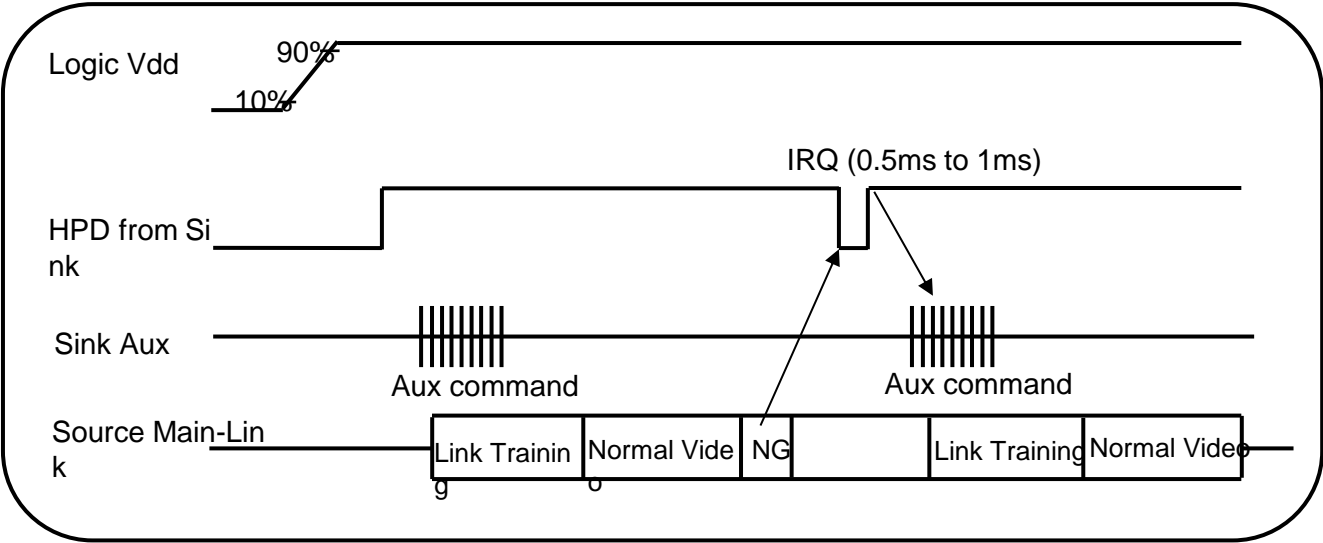 90%
Logic Vdd
10%
IRQ (0.5ms to 1ms)
HPD from Si
nk
Sink Aux
Aux command
Aux command
Source Main-Lin
k
Link Trainin
g
Normal Vide
o
NG
Link Training
Normal Video